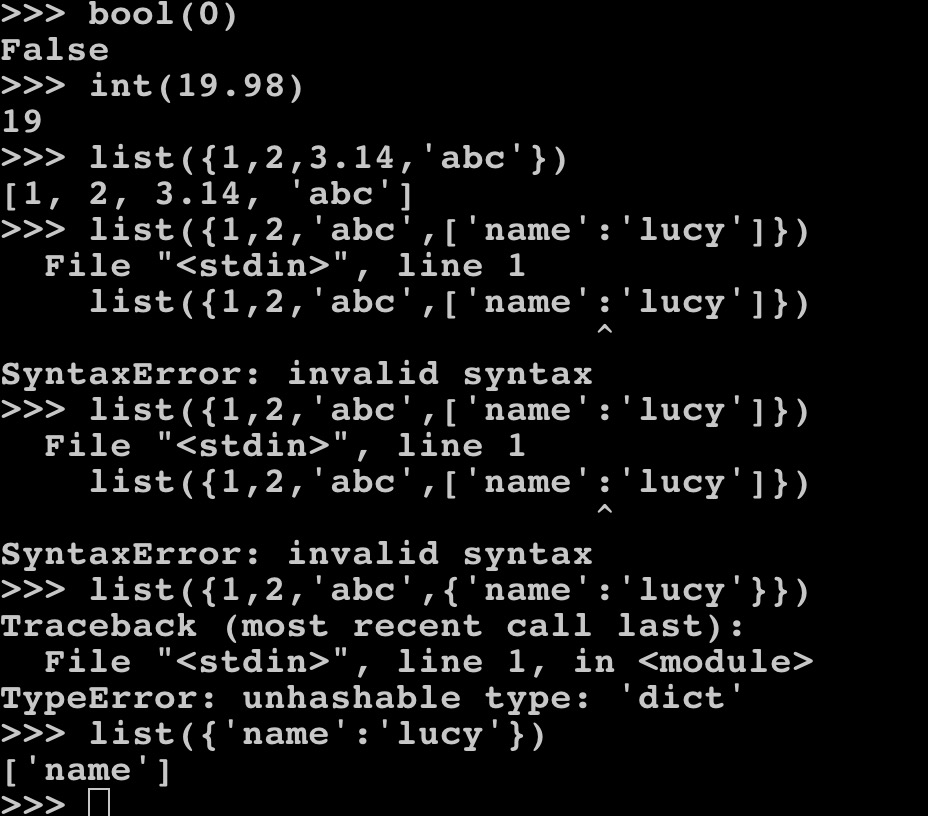 >>> bool(0)
False
>>> int(19.98)
19
>>> list({1,2,3.14,'abc'})
[1, 2, 3.14, 'abc']
>>> list({1,2,'abc',['name':'lucy']})
  File "<stdin>", line 1
    list({1,2,'abc',['name':'lucy']})
                           ^
SyntaxError: invalid syntax
>>> list({1,2,'abc',['name':'lucy']})
  File "<stdin>", line 1
    list({1,2,'abc',['name':'lucy']})
                           ^
SyntaxError: invalid syntax
>>> list({1,2,'abc',{'name':'lucy'}})
Traceback (most recent call last):
  File "<stdin>", line 1, in <module>
TypeError: unhashable type: 'dict'
>>> list({'name':'lucy'})
['name']
>>>